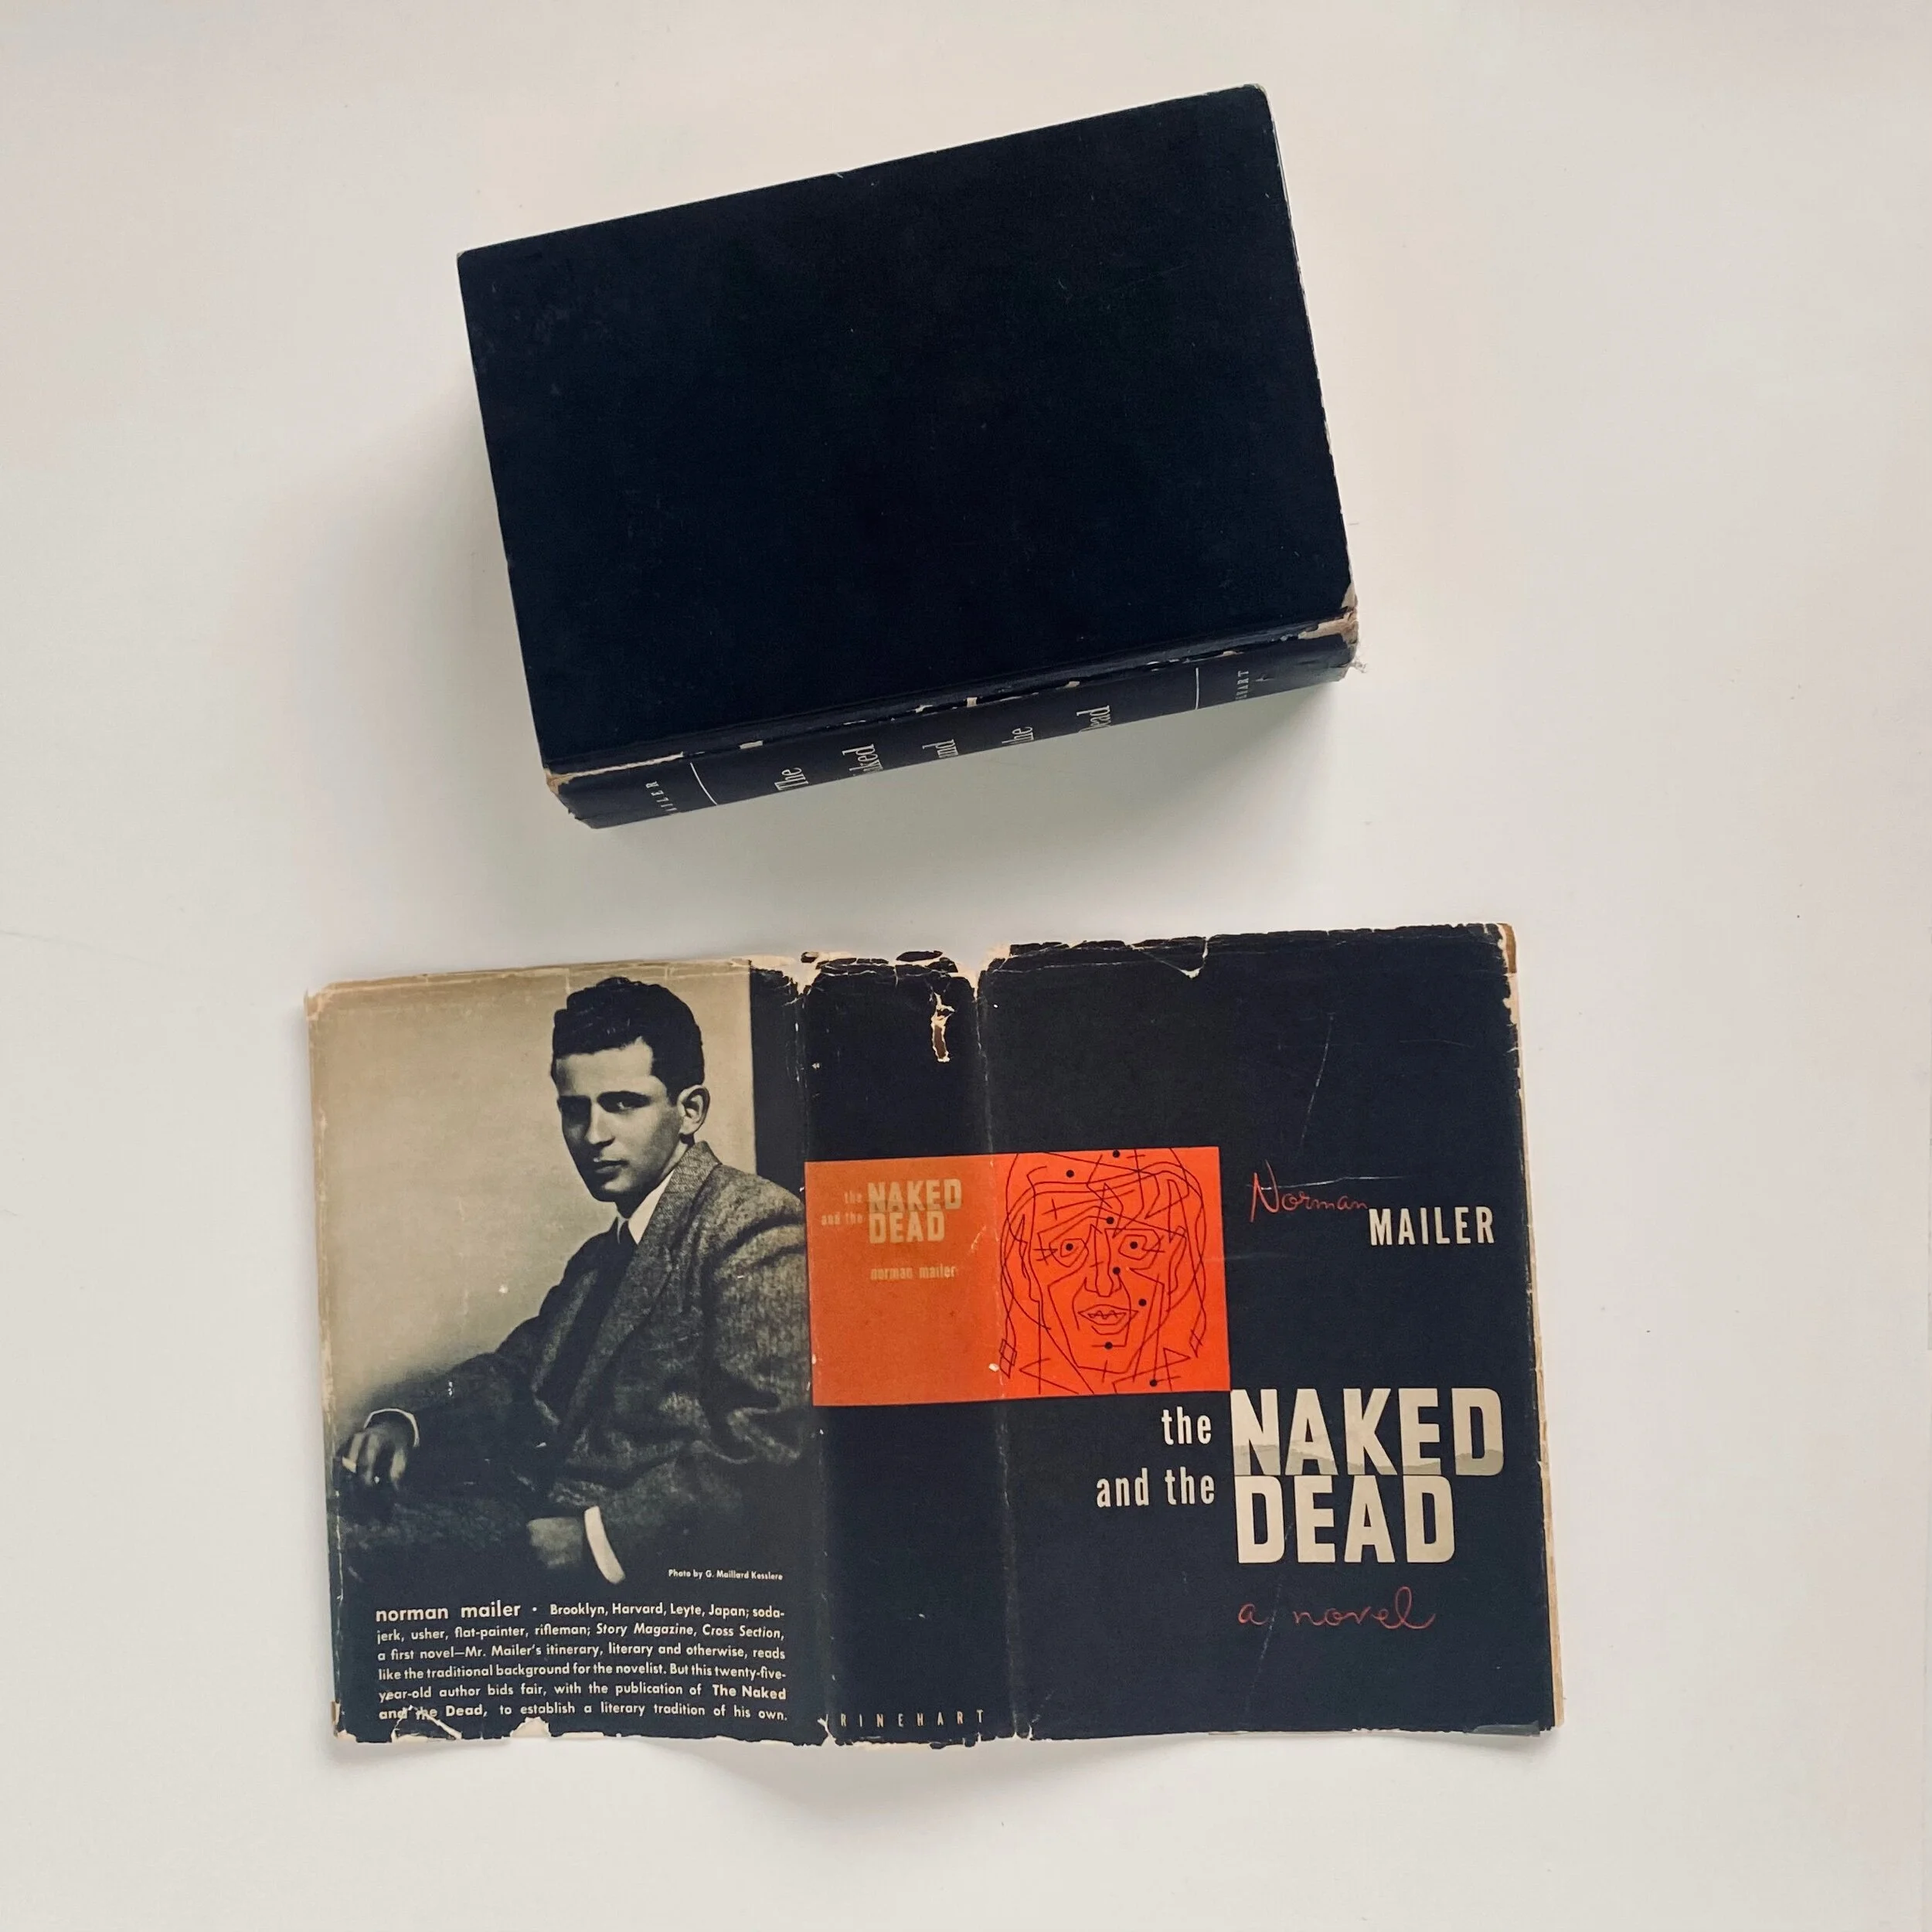 The
and
the
the NAKED
and the DEAD
norman mailer
RINEHART
Norman
MAILER
the NAKED
and the DEAD
a novel
Photo by G. Maillard Kesslere
norman mailer • Brooklyn, Harvard, Leyte, Japan; soda-
jerk, usher, flat-painter, rifleman; Story Magazine, Cross Section,
a first novel—Mr. Mailer's itinerary, literary and otherwise, reads
like the traditional background for the novelist. But this twenty-five-
year-old author bids fair, with the publication of The Naked
and the Dead, to establish a literary tradition of his own.